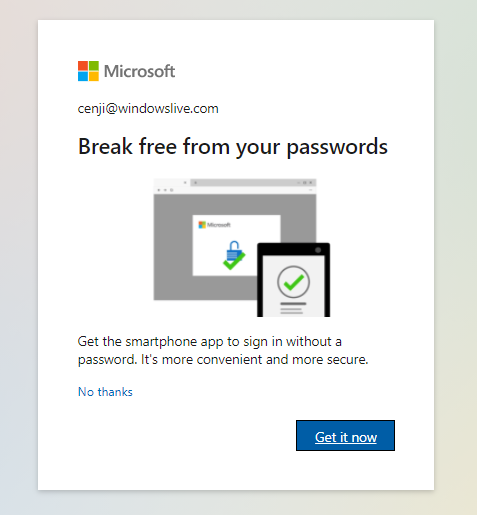 Microsoft
cenji@windowslive.com
Break free from your passwords
Microsoft
Get the smartphone app to sign in without a
password. It's more convenient and more secure.
No thanks
Get it now